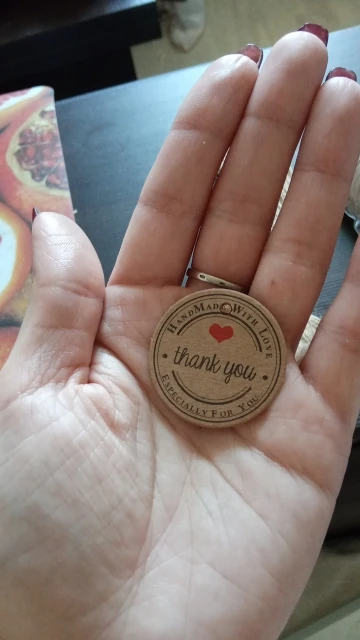 HandMade With Love
thank you
Especially For You